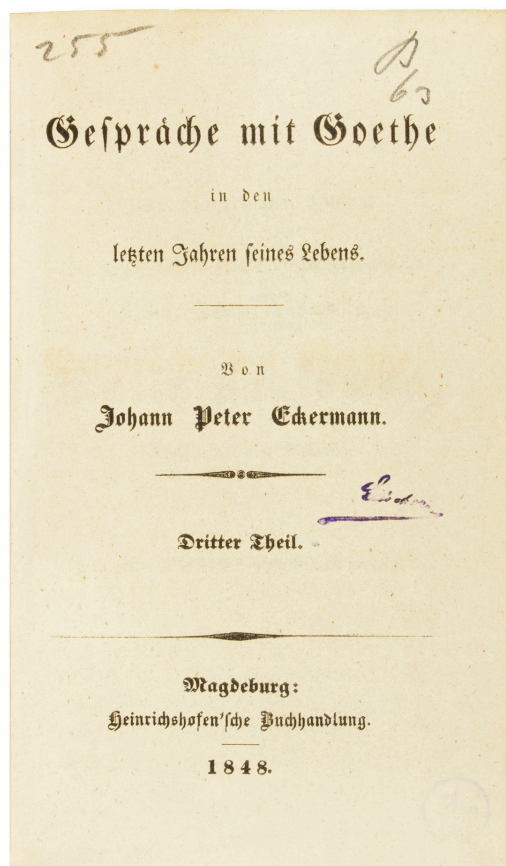 255
B
63
Geſpräche mit Goethe
in den
letzten Jahren ſeines Lebens.
Von
Johann Peter Eckermann.
Dritter Theil.
Magdeburg:
Heinrichshofen'ſche Buchhandlung.
1848.